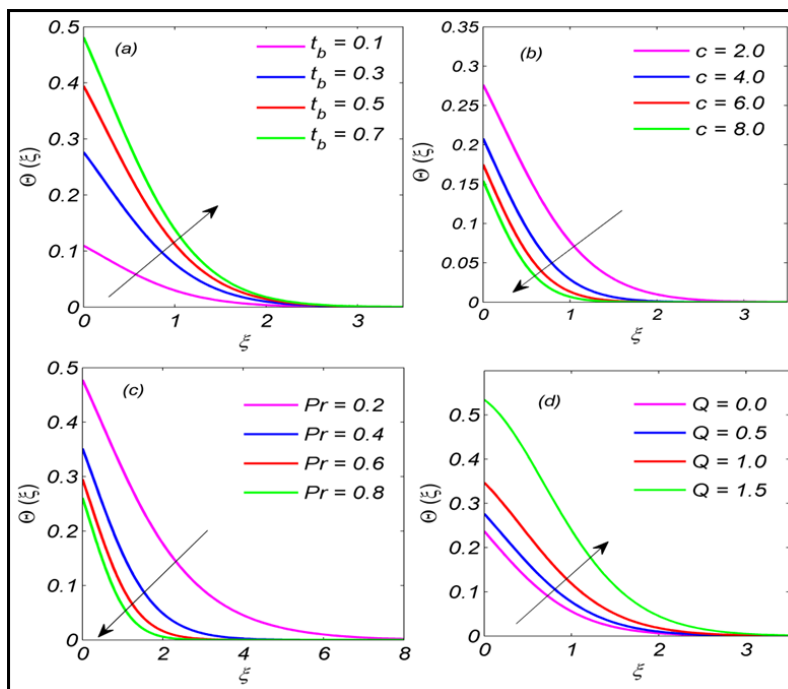 (a)
t_b = 0.1
t_b = 0.3
t_b = 0.5
t_b = 0.7
Θ (ξ)
0.5
0.4
0.3
0.2
0.1
0
0 1 2 3
ξ
(b)
c = 2.0
c = 4.0
c = 6.0
c = 8.0
Θ (ξ)
0.35
0.3
0.25
0.2
0.15
0.1
0.05
0
0 1 2 3
ξ
(c)
Pr = 0.2
Pr = 0.4
Pr = 0.6
Pr = 0.8
Θ (ξ)
0.5
0.4
0.3
0.2
0.1
0
0 2 4 6 8
ξ
(d)
Q = 0.0
Q = 0.5
Q = 1.0
Q = 1.5
Θ (ξ)
0.5
0.4
0.3
0.2
0.1
0
0 1 2 3
ξ